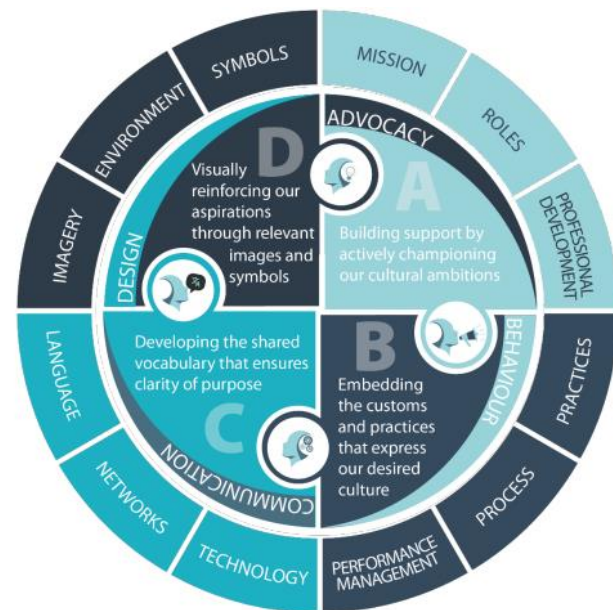 SYMBOLS
MISSION
ENVIRONMENT
ROLES
IMAGERY
PROFESSIONAL
DEVELOPMENT
DESIGN
D
Visually
reinforcing our
aspirations
through relevant
images and
symbols
ADVOCACY
A
Building support by
actively championing
our cultural ambitions
LANGUAGE
Developing the shared
vocabulary that ensures
clarity of purpose
C
COMMUNICATION
B
Embedding
the customs
and practices
that express
our desired
culture
BEHAVIOUR
PRACTICES
NETWORKS
PROCESS
TECHNOLOGY
PERFORMANCE
MANAGEMENT